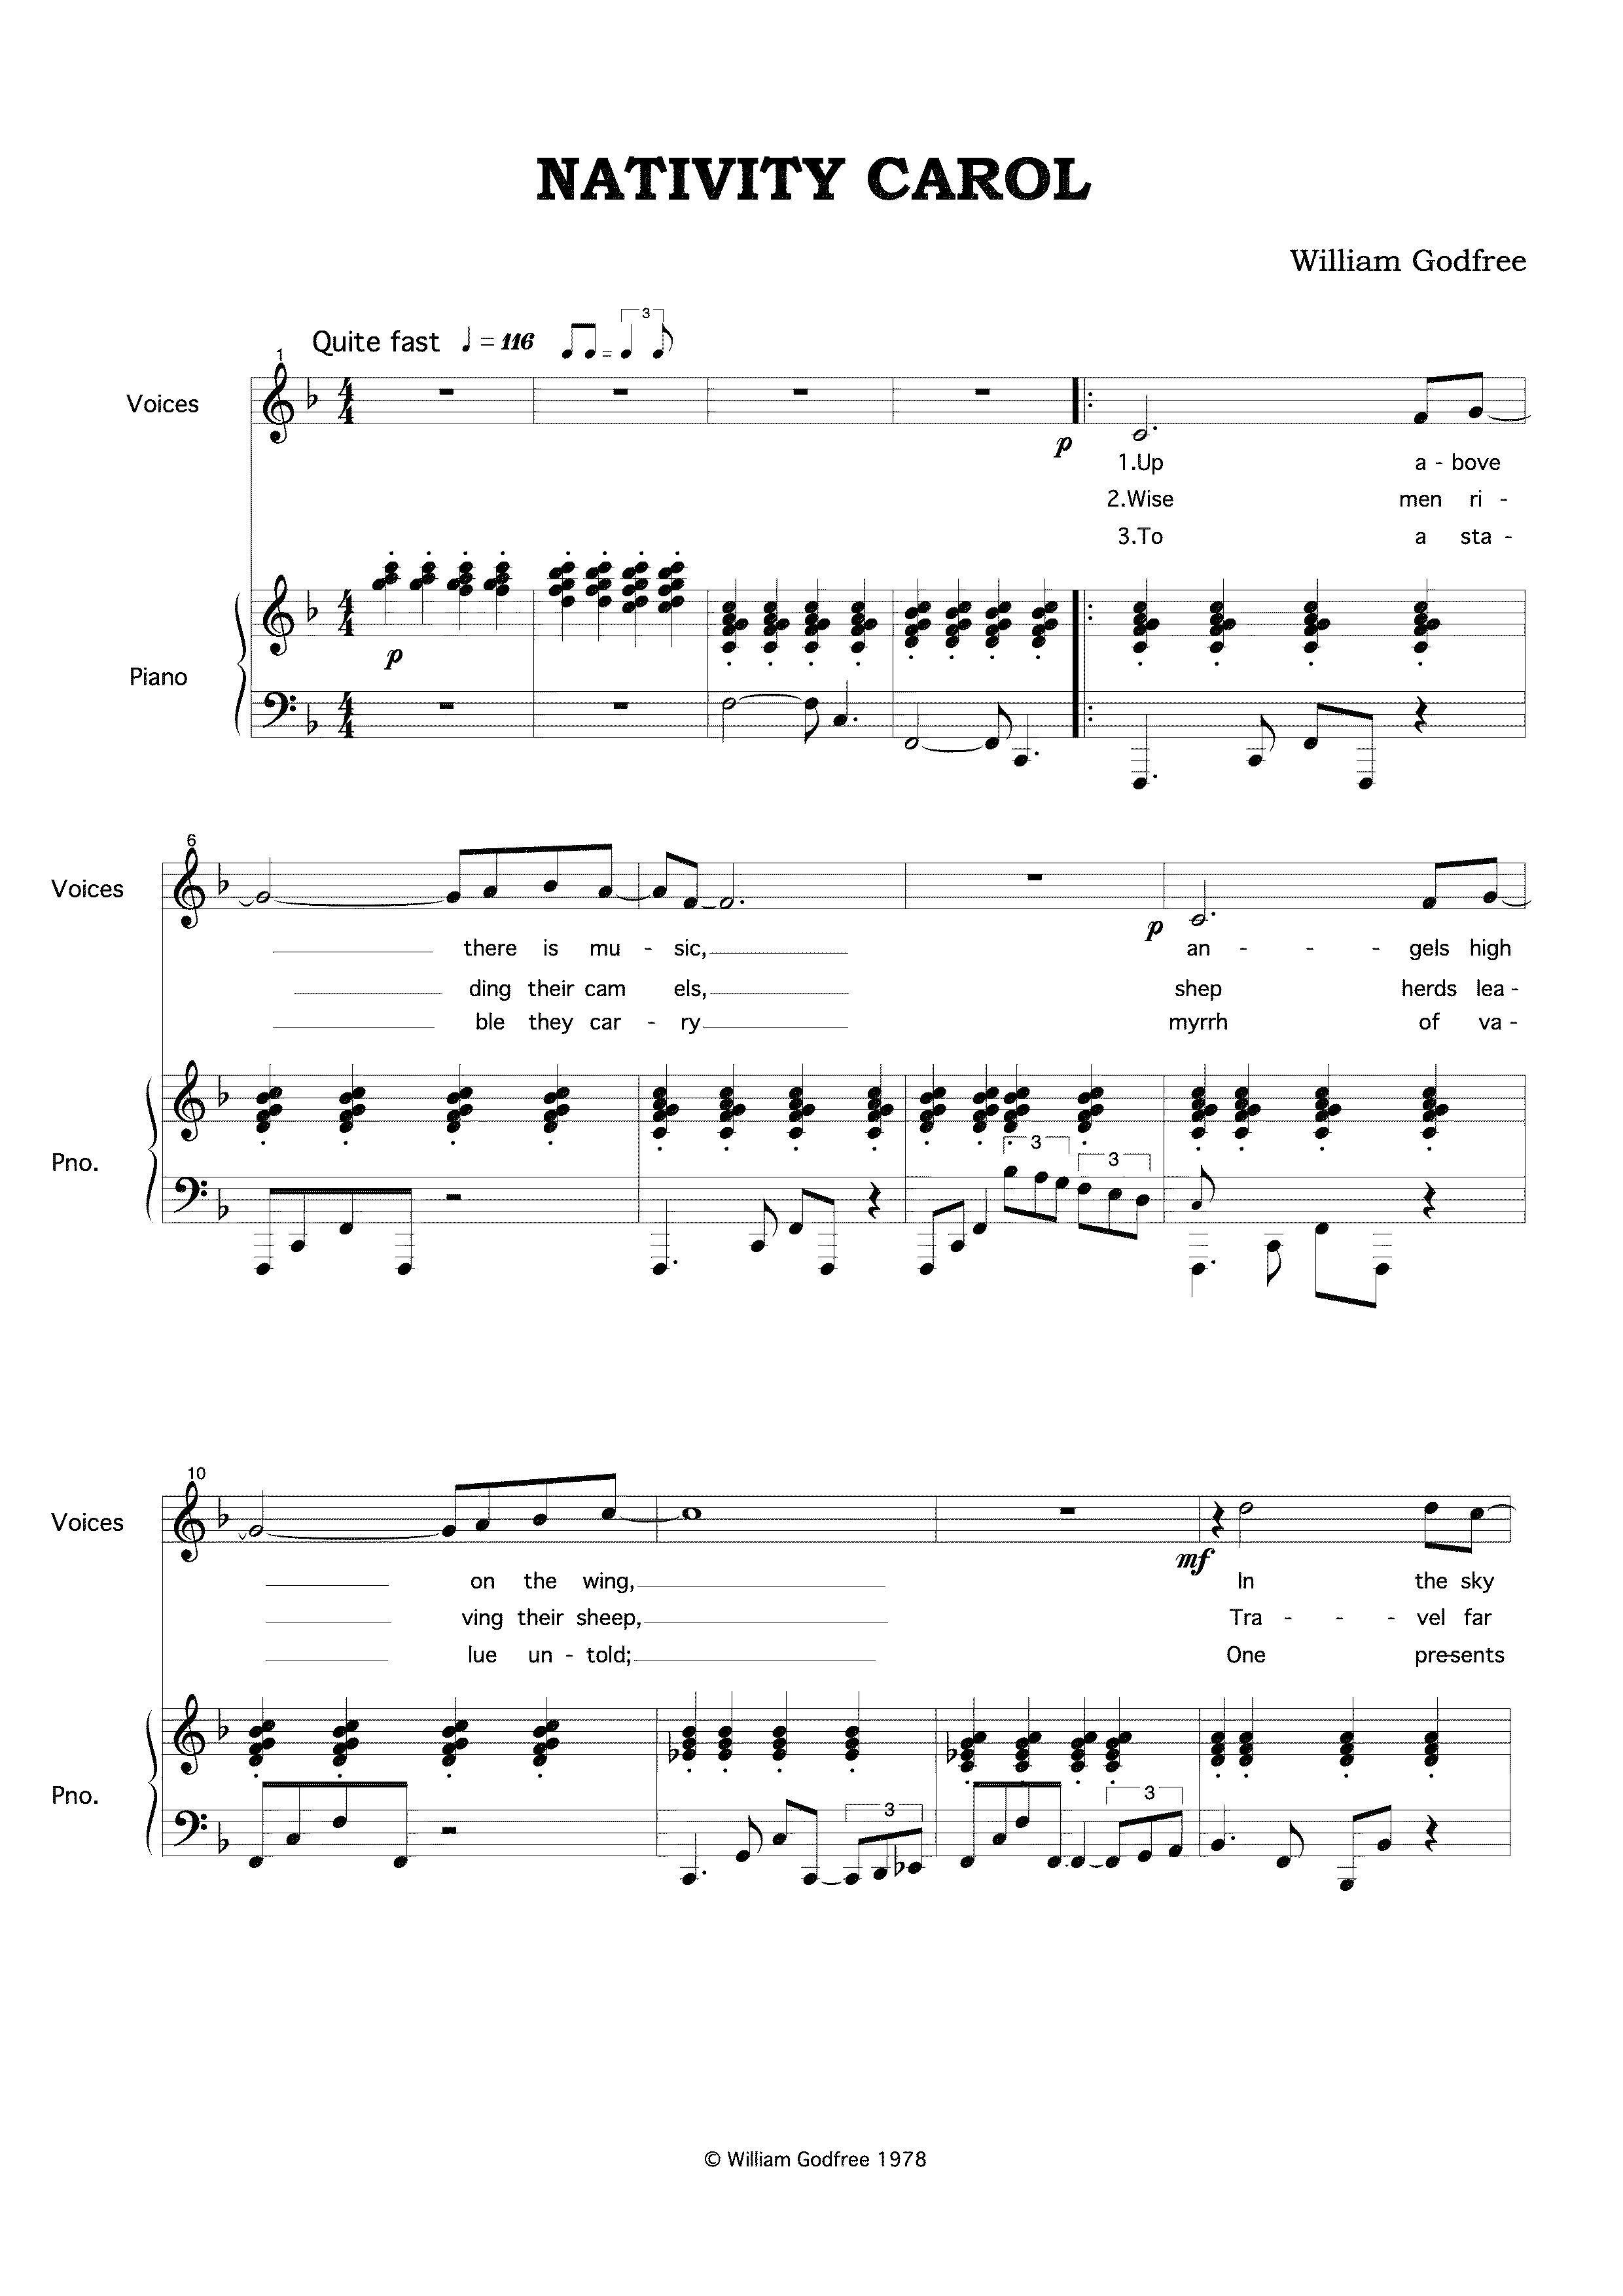 NATIVITY CAROL
William Godfree
Quite fast ♩ = 116 ♫ = 3
1
Voices
p
1.Up a - bove
2.Wise men ri -
3.To a sta -
Piano
p
6
Voices
p
there is mu - sic, an - - - gels high
ding their cam els, shep herds lea -
ble they car - ry myrrh of va -
Pno.
3 3
10
Voices
mf
on the wing, In the sky
ving their sheep, Tra - - - vel far
lue un - told; One pre-sents
Pno.
3 3
© William Godfree 1978